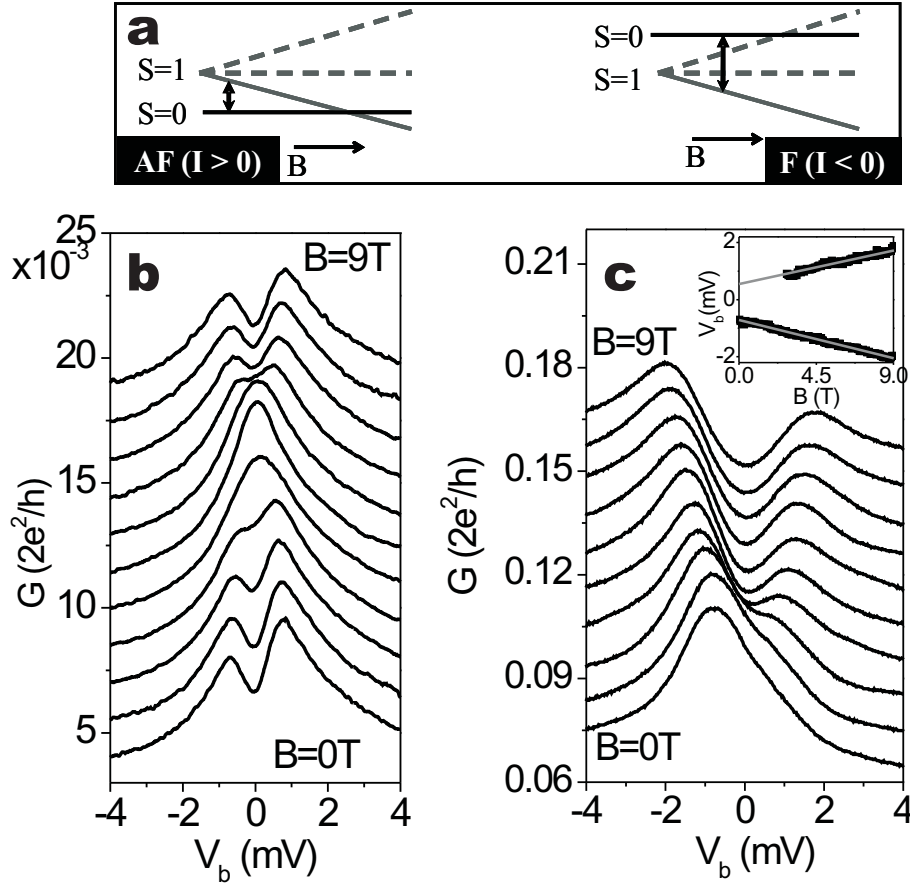 a
S=1
S=0
AF (I > 0)
B
S=0
S=1
B
F (I < 0)
b
x10⁻³
B=9T
25
20
15
10
5
G (2e²/h)
B=0T
-4 -2 0 2 4
V_b (mV)
c
0.21
0.18
0.15
0.12
0.09
0.06
G (2e²/h)
B=9T
B=0T
-4 -2 0 2 4
V_b (mV)
V_b(mV)
2
0
-2
0.0 4.5 9.0
B (T)